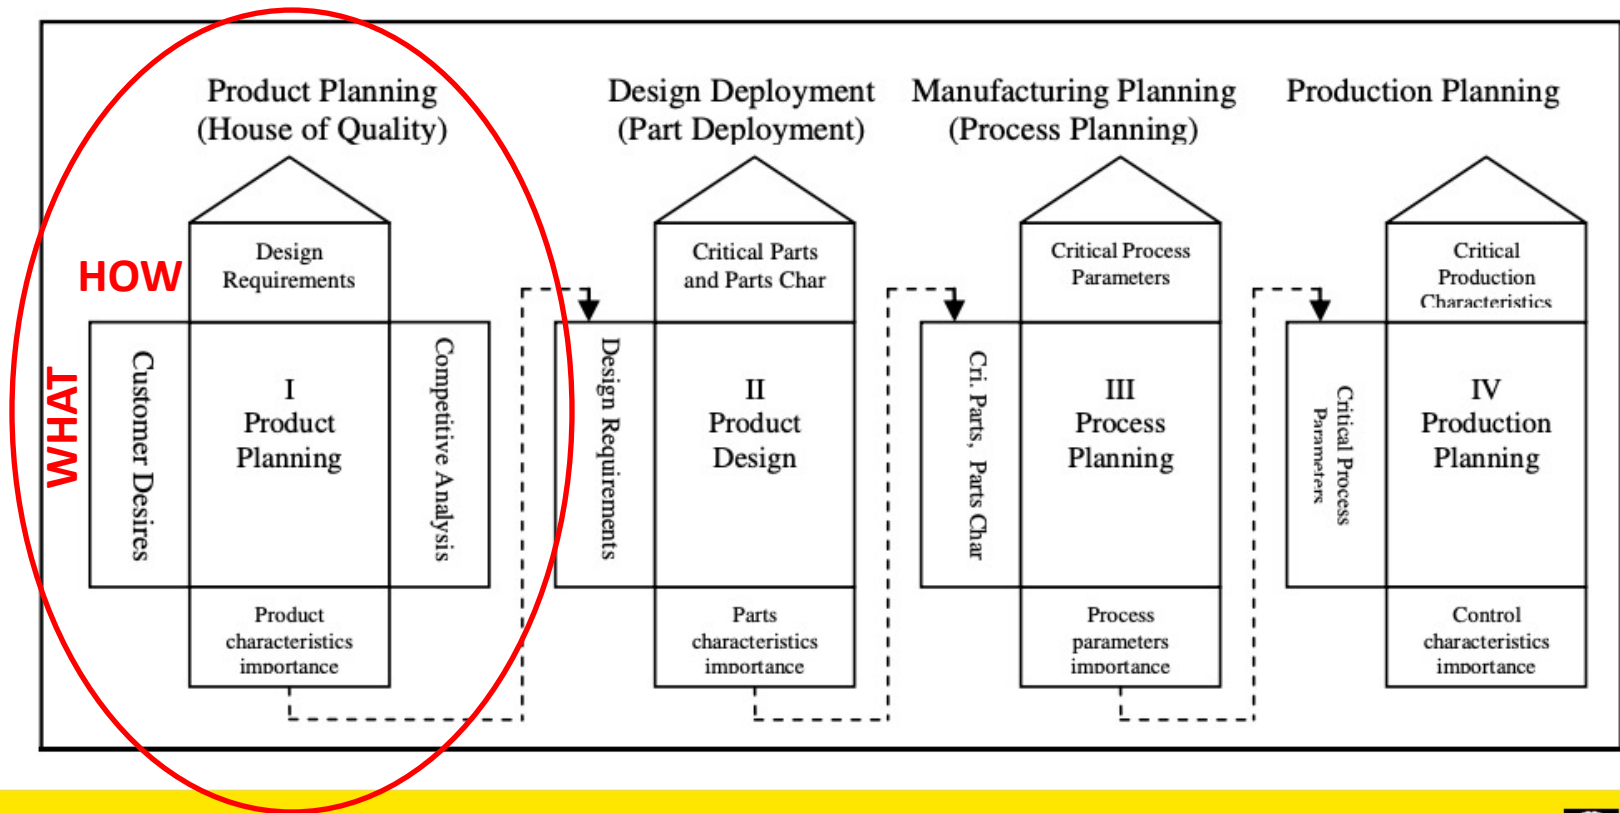 Product Planning
(House of Quality)
Design Deployment
(Part Deployment)
Manufacturing Planning
(Process Planning)
Production Planning
HOW
Design
Requirements
Critical Parts
and Parts Char
Critical Process
Parameters
Critical
Production
Characteristics
WHAT
Customer Desires
I
Product
Planning
Competitive Analysis
Design Requirements
II
Product
Design
Cri. Parts, Parts Char
III
Process
Planning
Critical Process
Parameters
IV
Production
Planning
Product
characteristics
importance
Parts
characteristics
importance
Process
parameters
importance
Control
characteristics
importance